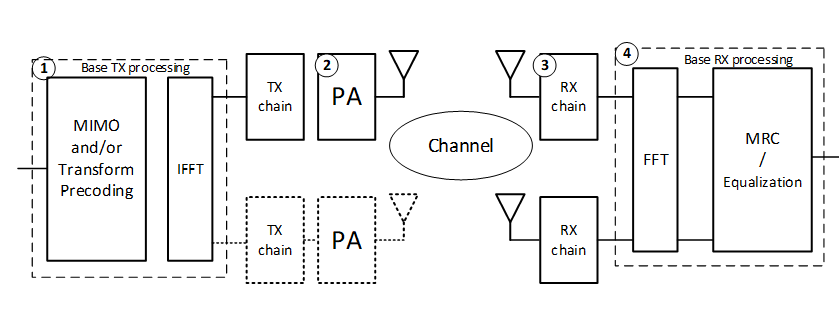 1
Base TX processing
MIMO
and/or
Transform
Precoding
IFFT
TX
chain
2
PA
TX
chain
PA
Channel
3
RX
chain
RX
chain
4
Base RX processing
FFT
MRC
/
Equalization